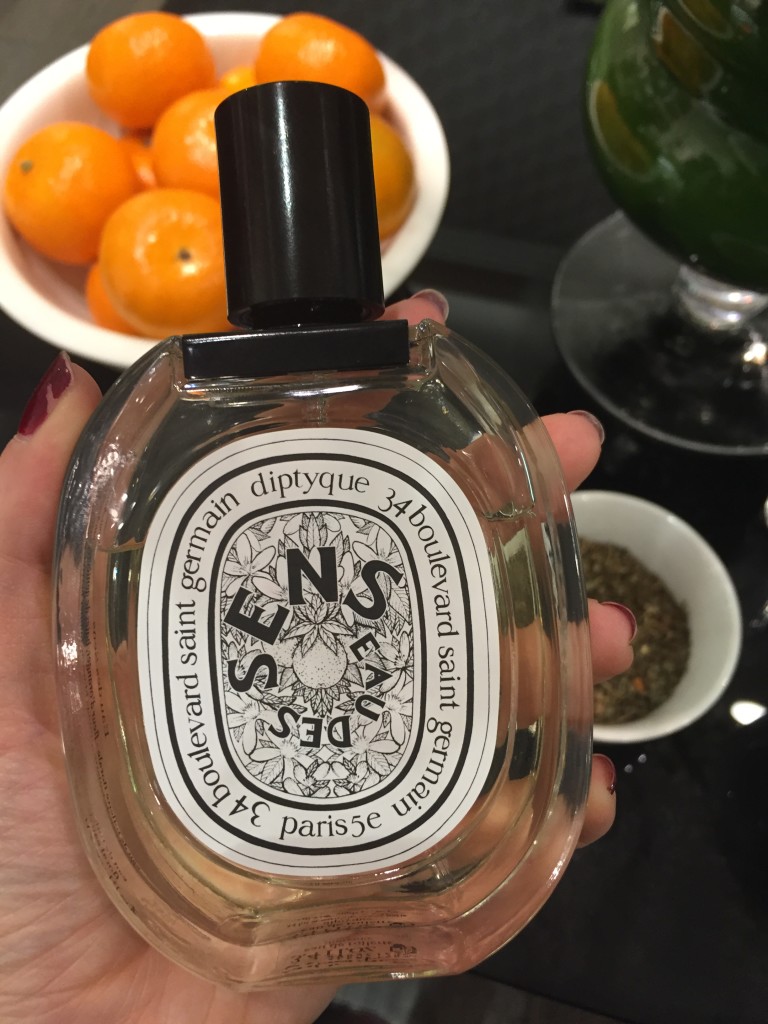 diptyque
34 boulevard saint germain
paris 5e
34 boulevard saint germain
EAU DES
SENS